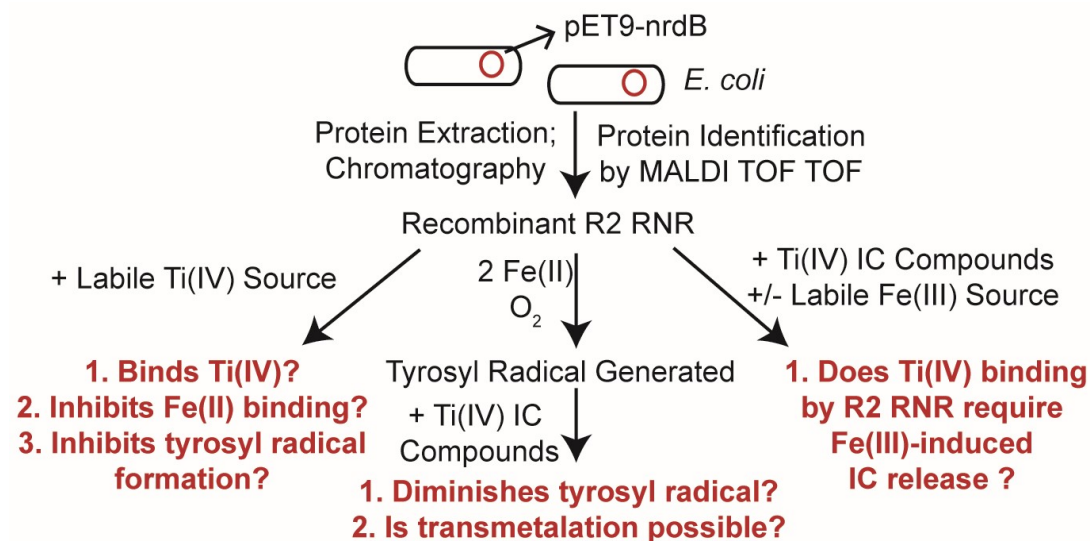 pET9-nrdB
E. coli
Protein Extraction;
Chromatography
Protein Identification
by MALDI TOF TOF
Recombinant R2 RNR
+ Labile Ti(IV) Source
1. Binds Ti(IV)?
2. Inhibits Fe(II) binding?
3. Inhibits tyrosyl radical
formation?
2 Fe(II)
O₂
Tyrosyl Radical Generated
+ Ti(IV) IC
Compounds
1. Diminishes tyrosyl radical?
2. Is transmetalation possible?
+ Ti(IV) IC Compounds
+/- Labile Fe(III) Source
1. Does Ti(IV) binding
by R2 RNR require
Fe(III)-induced
IC release ?